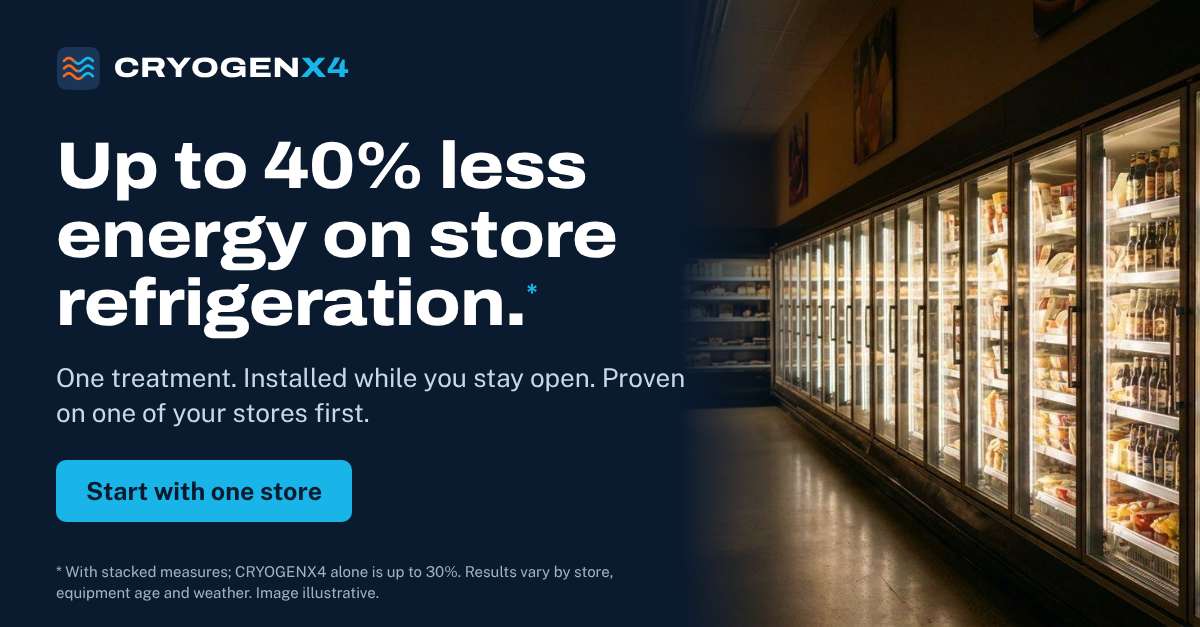 CRYOGENX4
Up to 40% less
energy on store
refrigeration.*
One treatment. Installed while you stay open. Proven
on one of your stores first.
Start with one store
* With stacked measures; CRYOGENX4 alone is up to 30%. Results vary by store,
equipment age and weather. Image illustrative.